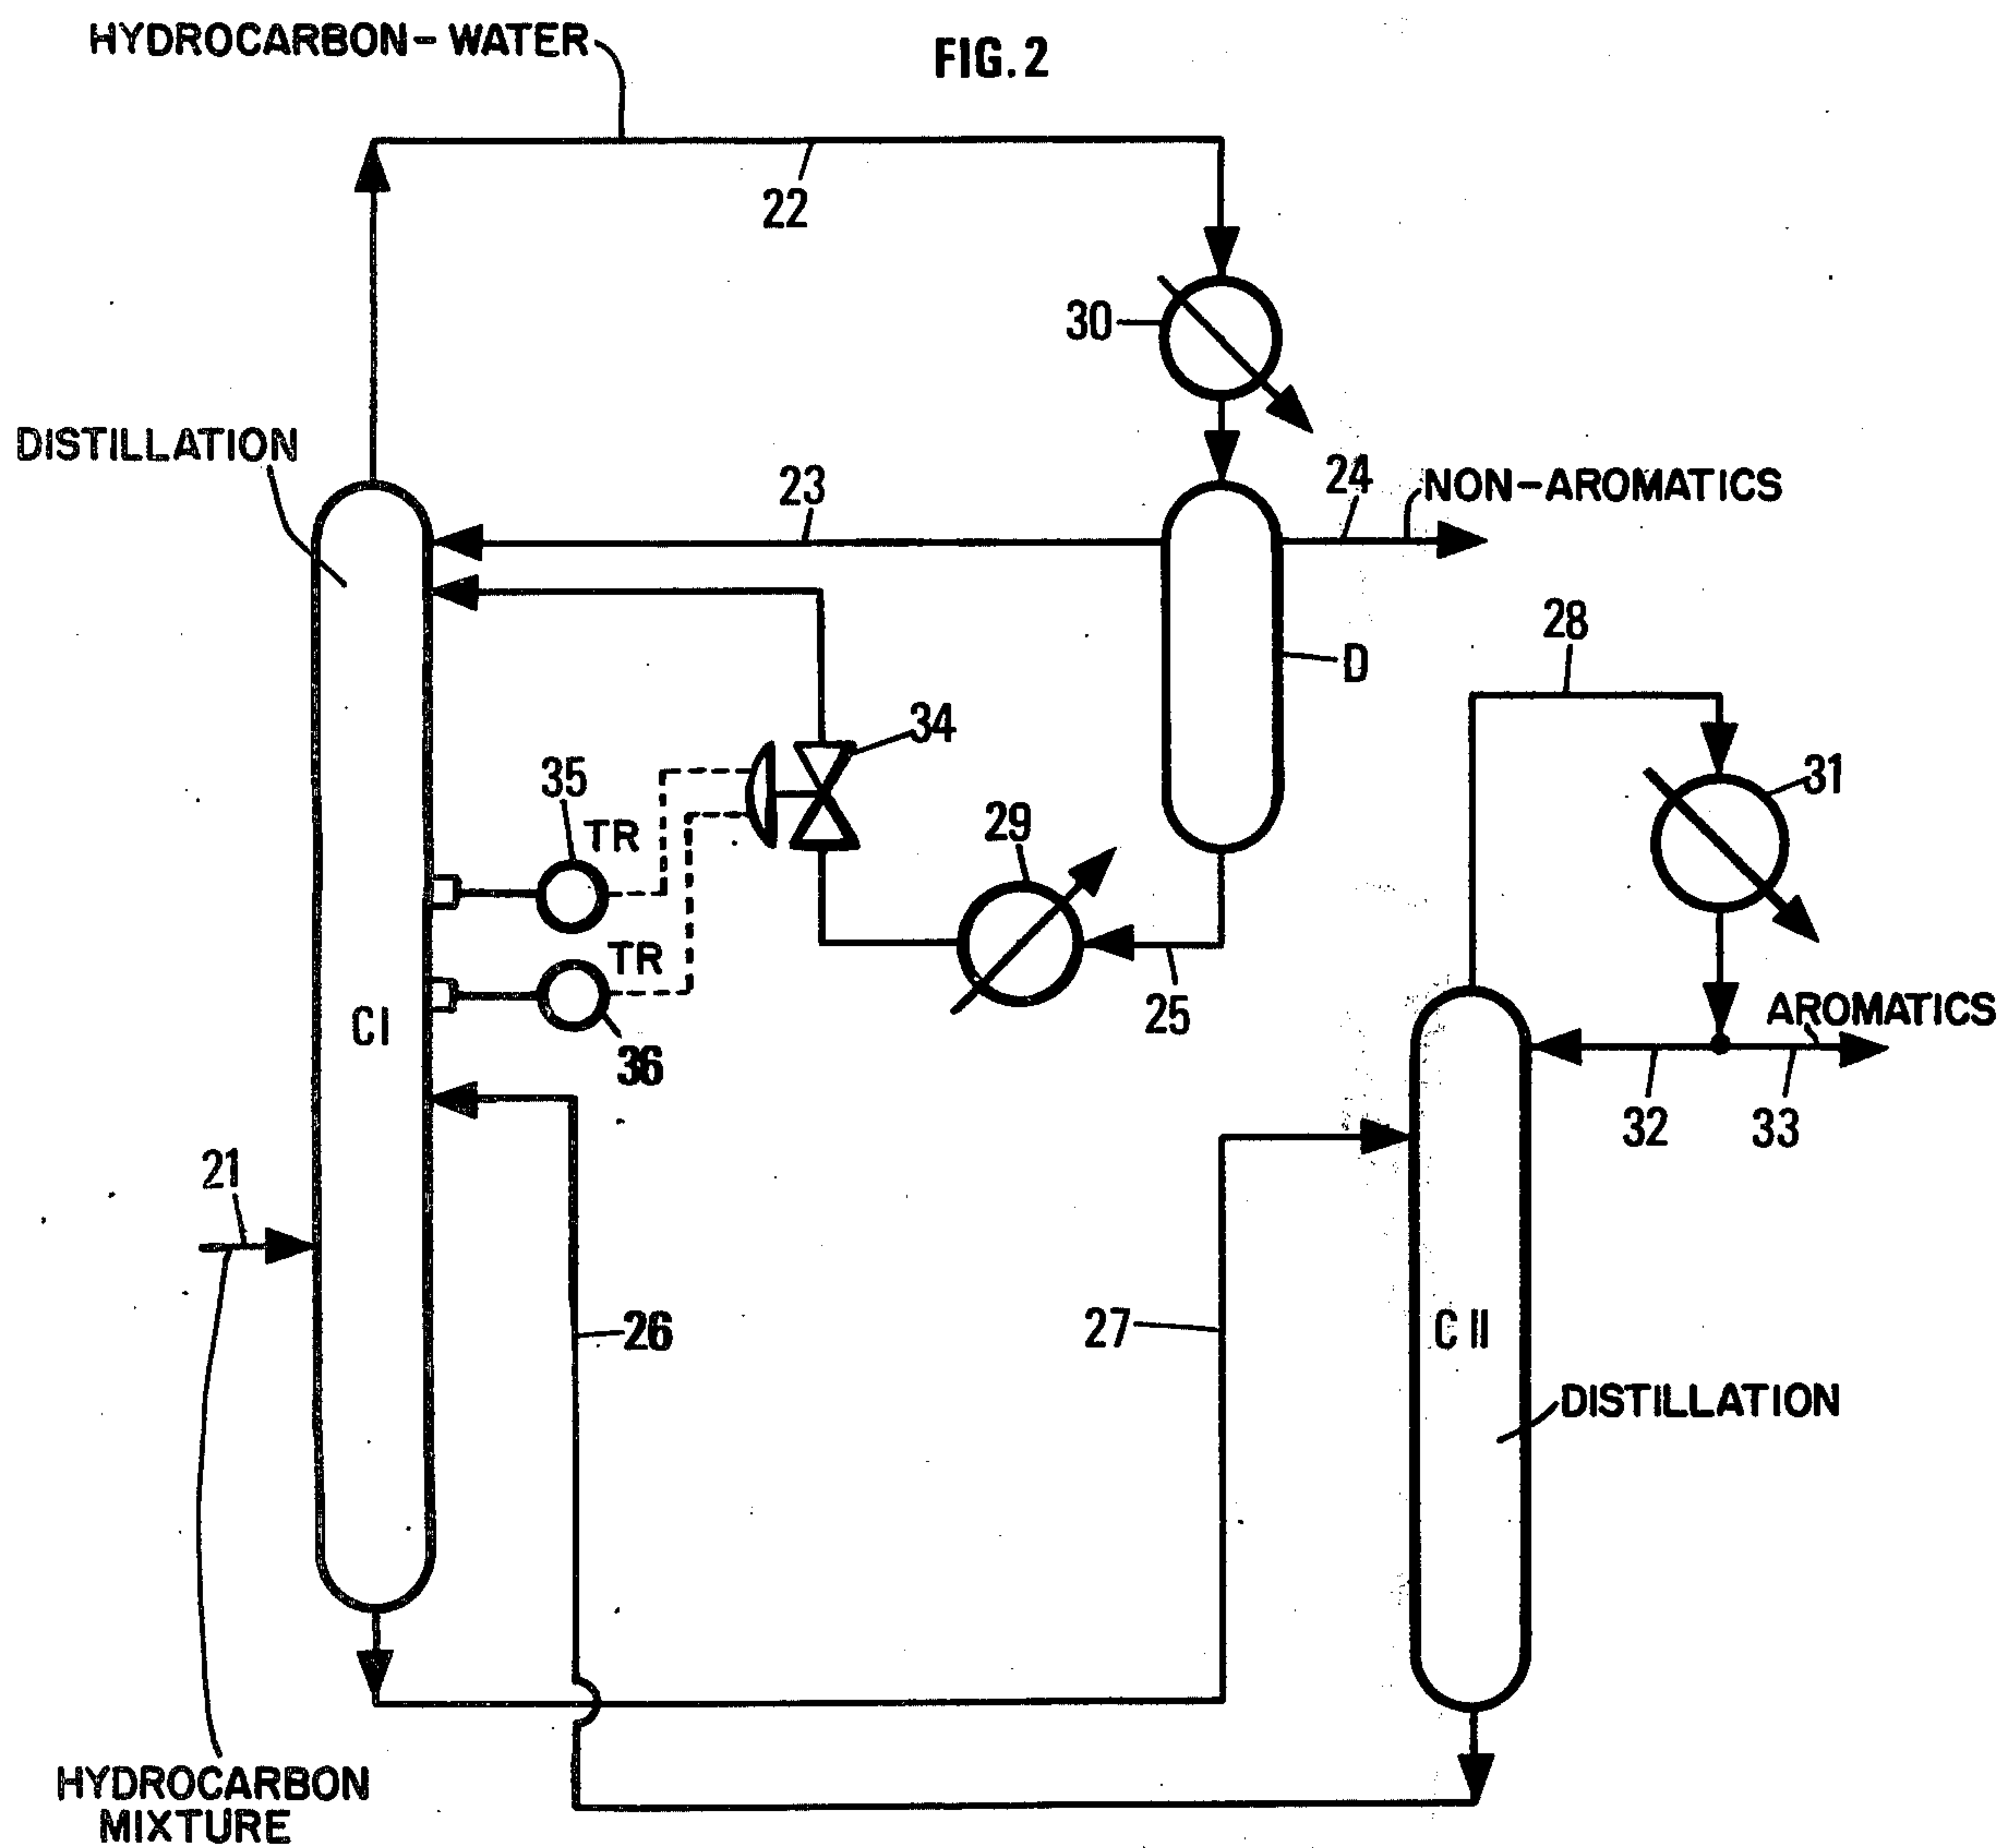 HYDROCARBON-WATER
FIG. 2
22
30
DISTILLATION
23
24
NON-AROMATICS
28
D
34
35
TR
31
29
TR
CI
25
AROMATICS
36
32
33
21
26
27
CII
DISTILLATION
HYDROCARBON
MIXTURE